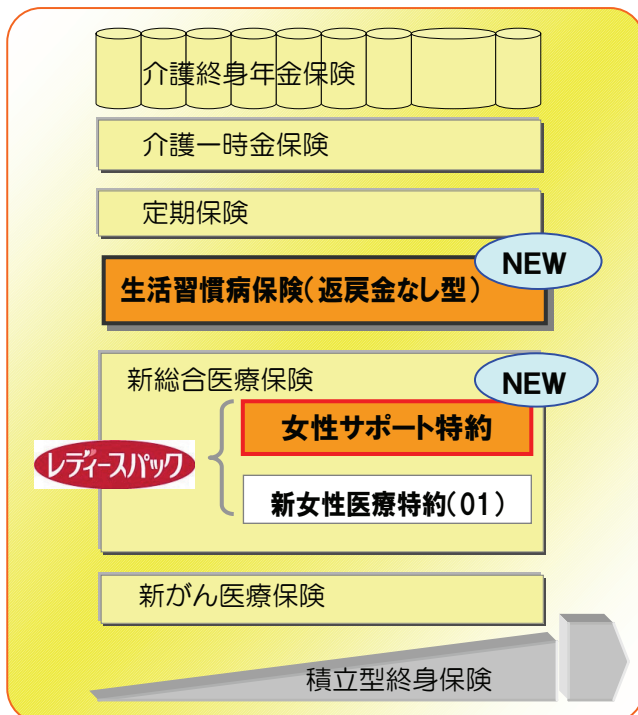 介護終身年金保険
介護一時金保険
定期保険
NEW
生活習慣病保険(返戻金なし型)
新総合医療保険
NEW
女性サポート特約
レディースパック
新女性医療特約(01)
新がん医療保険
積立型終身保険